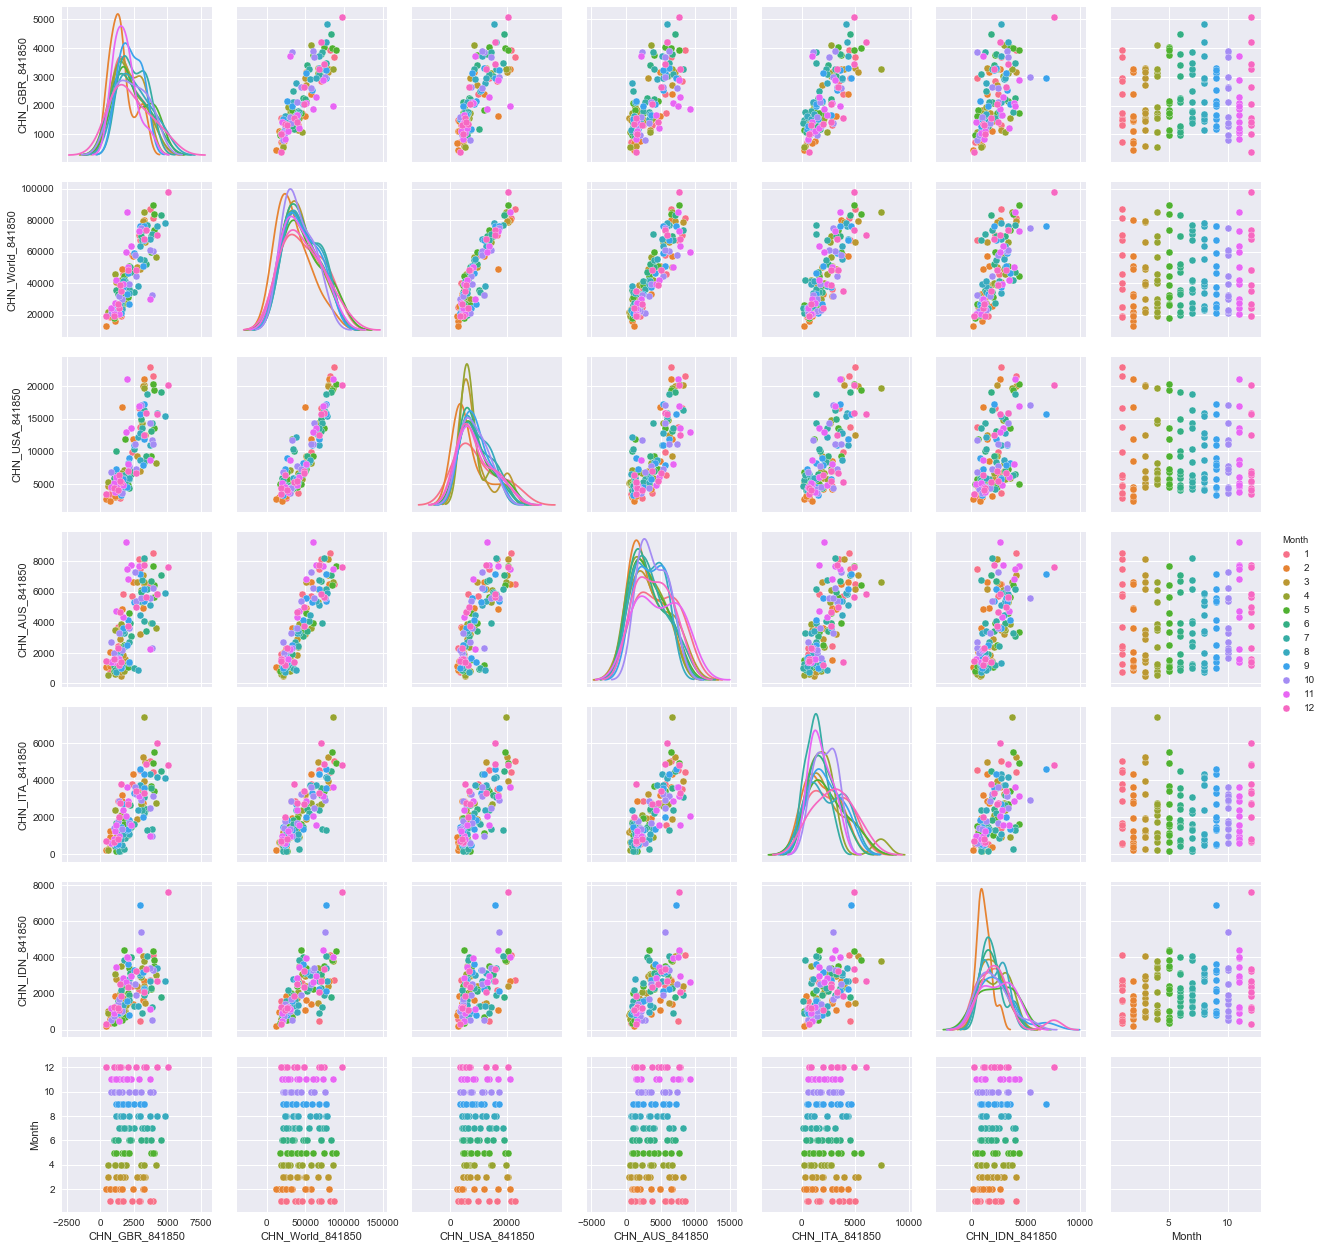 CHN_GBR_841850
5000
4000
3000
2000
1000
CHN_World_841850
100000
80000
60000
40000
20000
CHN_USA_841850
20000
15000
10000
5000
CHN_AUS_841850
8000
6000
4000
2000
0
CHN_ITA_841850
6000
4000
2000
0
CHN_IDN_841850
8000
6000
4000
2000
0
Month
12
10
8
6
4
2
−2500 0 2500 5000 7500
CHN_GBR_841850
0 50000 100000 150000
CHN_World_841850
0 20000
CHN_USA_841850
−5000 0 5000 10000 15000
CHN_AUS_841850
0 5000 10000
CHN_ITA_841850
0 5000 10000
CHN_IDN_841850
5 10
Month
Month
1
2
3
4
5
6
7
8
9
10
11
12